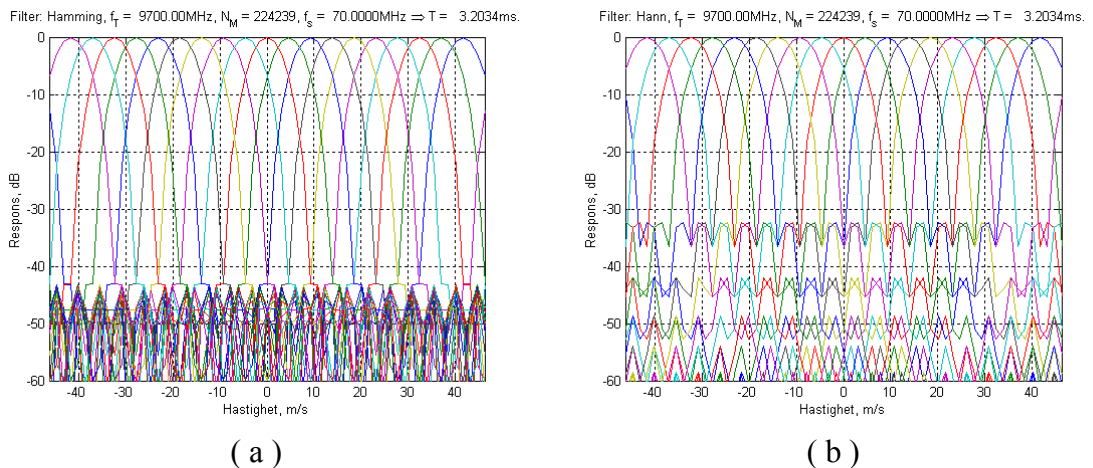 Filter: Hamming, f_T = 9700.00MHz, N_M = 224239, f_s = 70.0000MHz ⇒ T = 3.2034ms.
0
-10
-20
-30
-40
-50
-60
Respons, dB
-40 -30 -20 -10 0 10 20 30 40
Hastighet, m/s
( a )
Filter: Hann, f_T = 9700.00MHz, N_M = 224239, f_s = 70.0000MHz ⇒ T = 3.2034ms.
0
-10
-20
-30
-40
-50
-60
Respons, dB
-40 -30 -20 -10 0 10 20 30 40
Hastighet, m/s
( b )